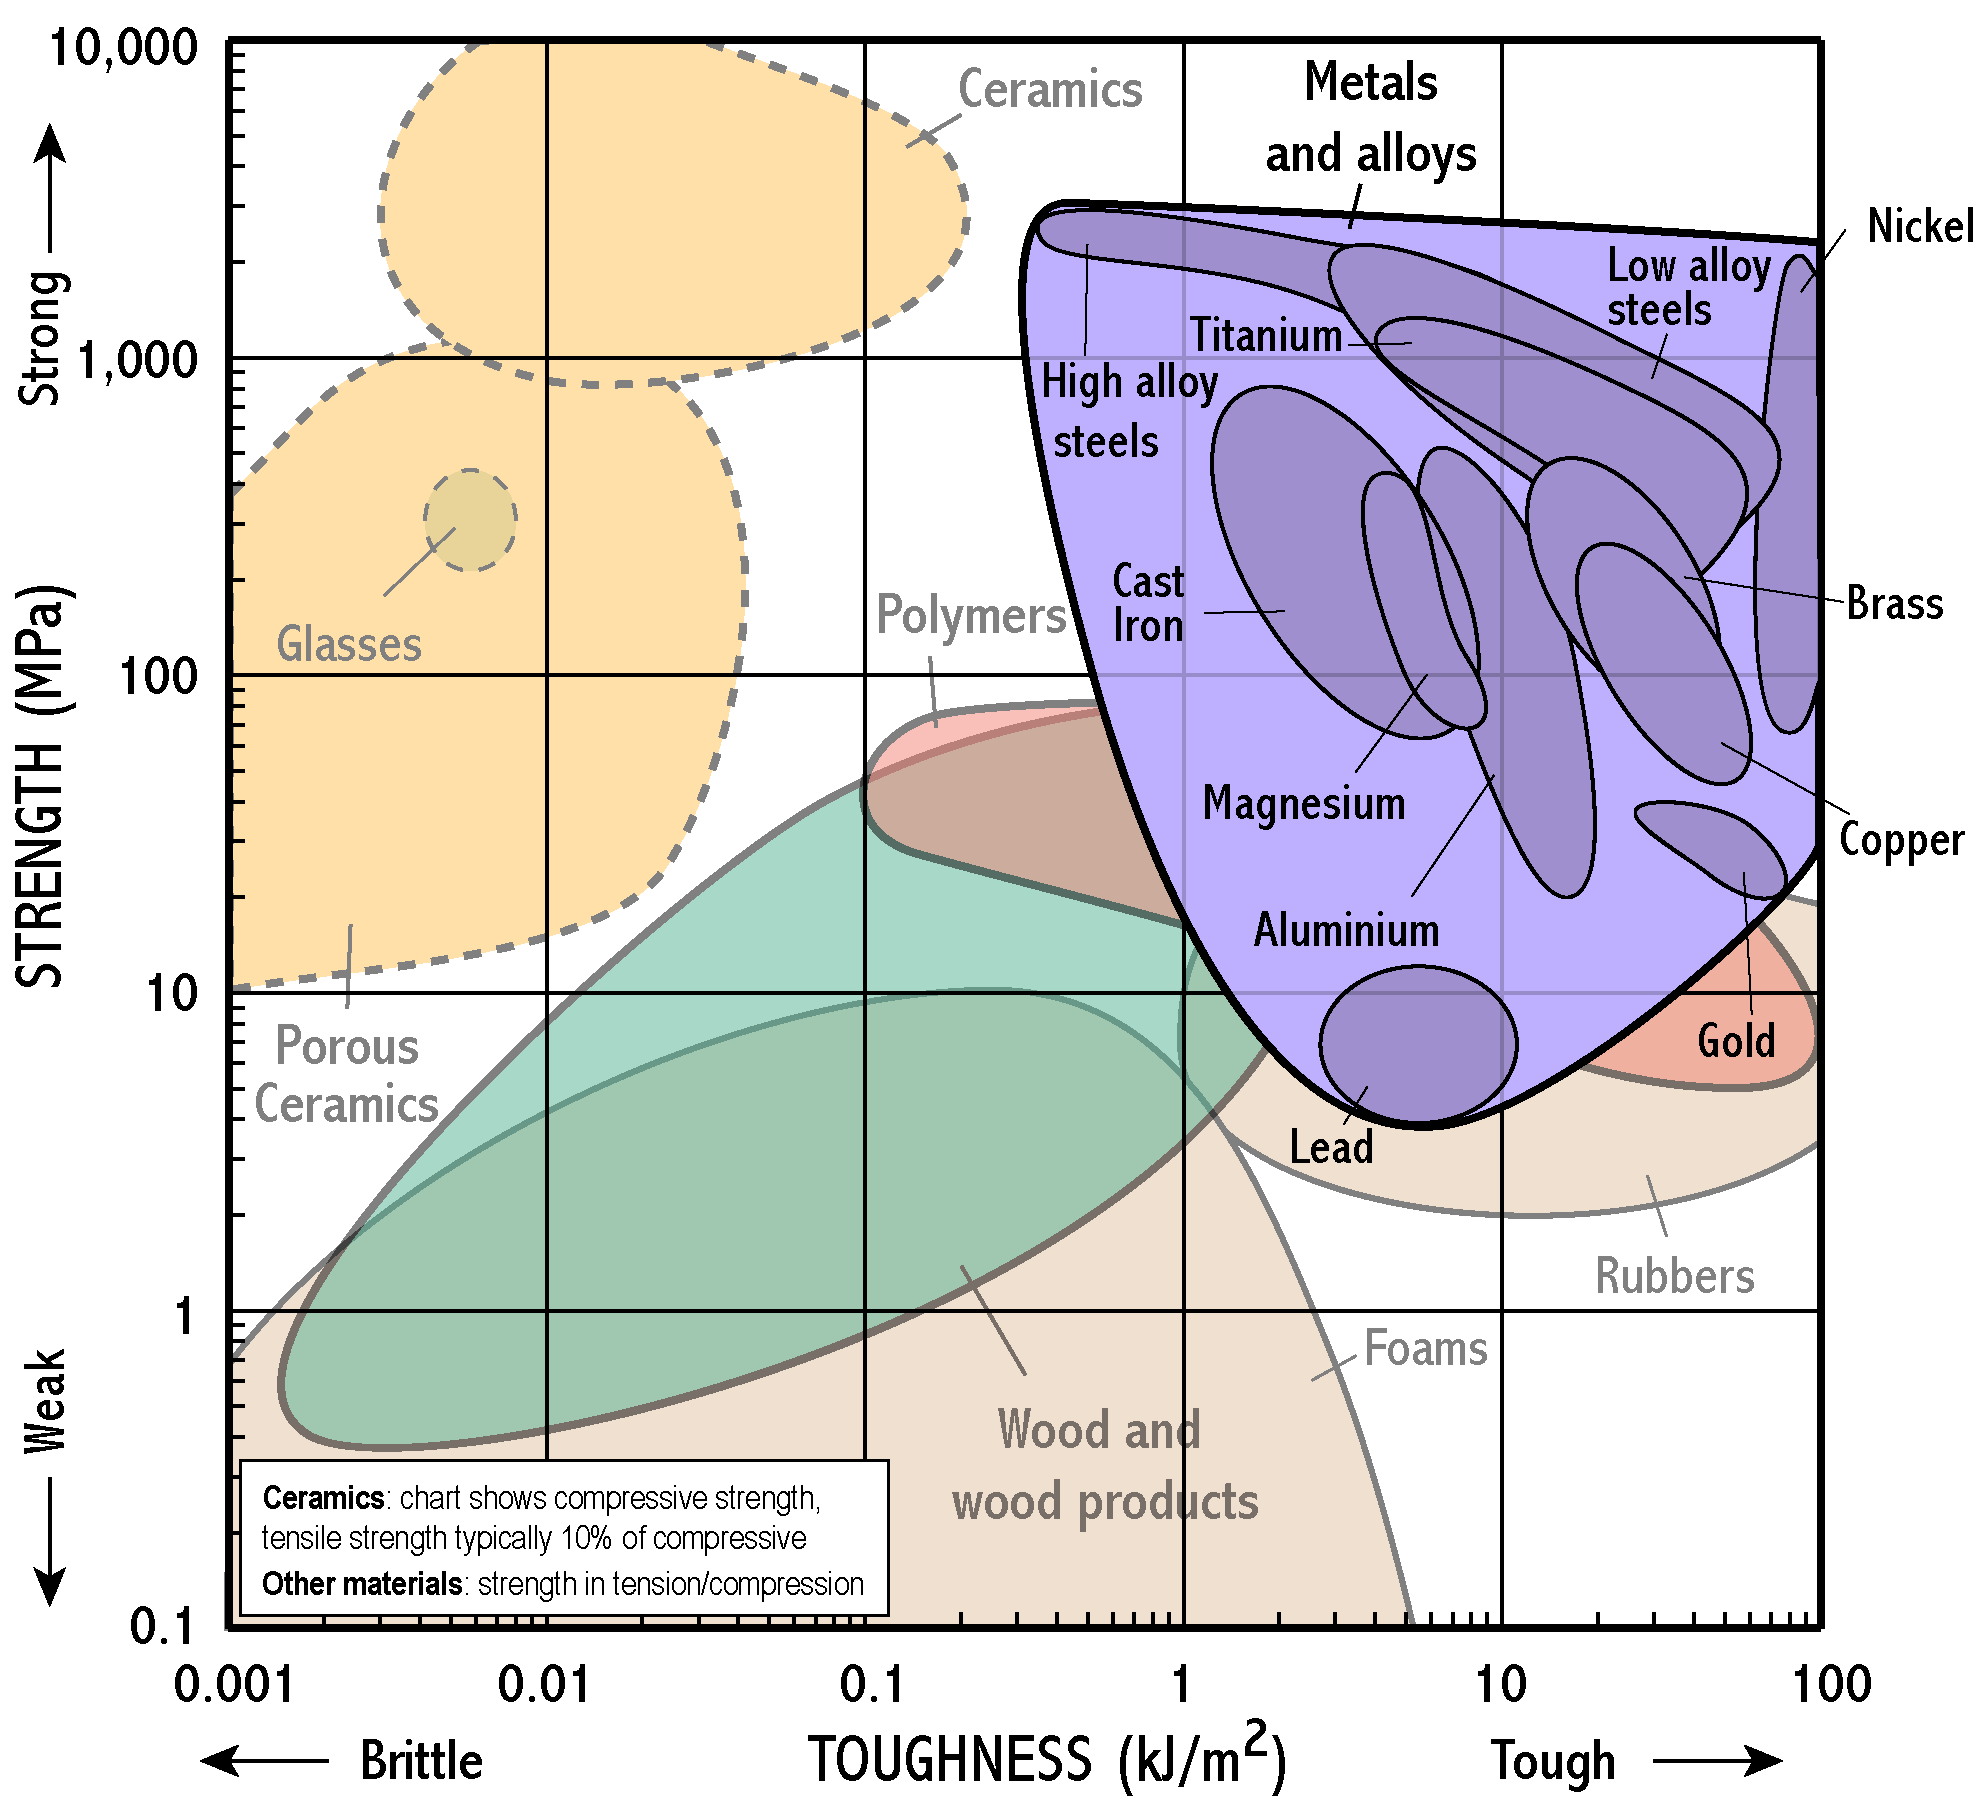 10,000
1,000
100
10
1
0.1
STRENGTH (MPa)
Strong
Weak
Ceramics
Metals
and alloys
Nickel
Low alloy
steels
Titanium
High alloy
steels
Glasses
Polymers
Cast
Iron
Brass
Magnesium
Copper
Aluminium
Porous
Ceramics
Gold
Lead
Rubbers
Foams
Wood and
wood products
Ceramics: chart shows compressive strength,
tensile strength typically 10% of compressive
Other materials: strength in tension/compression
0.001
0.01
0.1
1
10
100
Brittle
TOUGHNESS (kJ/m²)
Tough